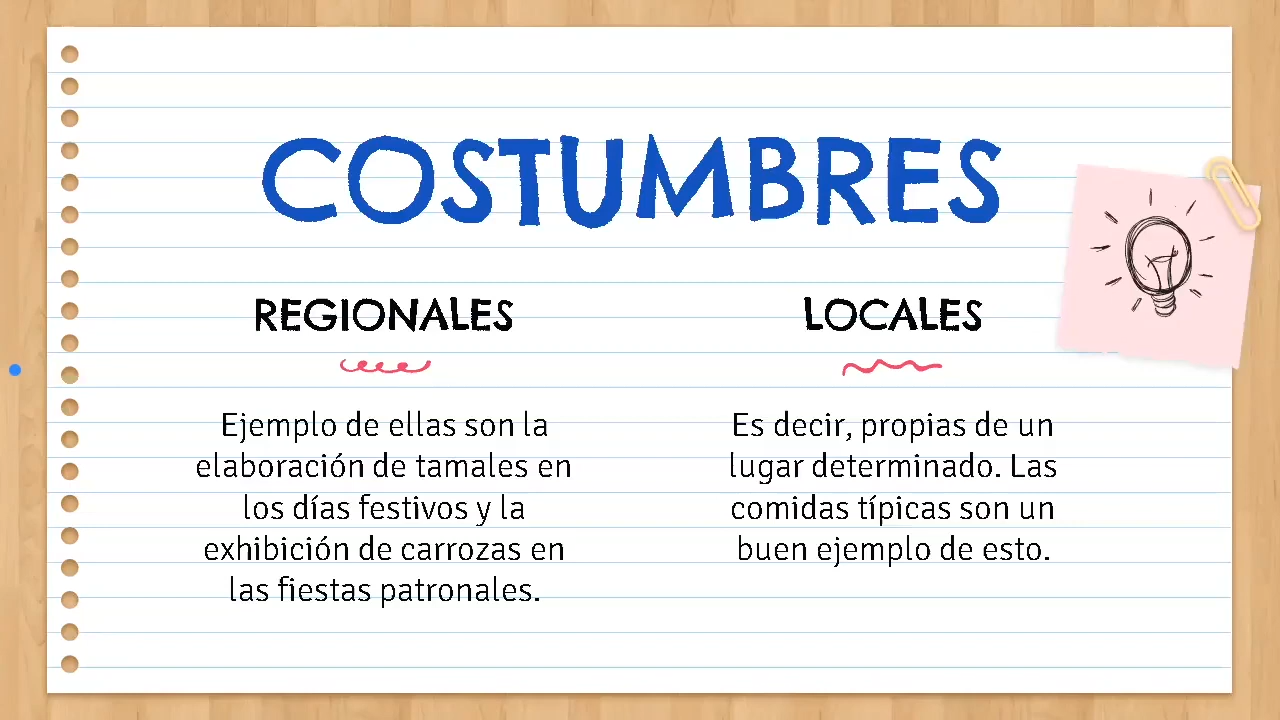 COSTUMBRES
REGIONALES
Ejemplo de ellas son la
elaboración de tamales en
los días festivos y la
exhibición de carrozas en
las fiestas patronales.
LOCALES
Es decir, propias de un
lugar determinado. Las
comidas típicas son un
buen ejemplo de esto.